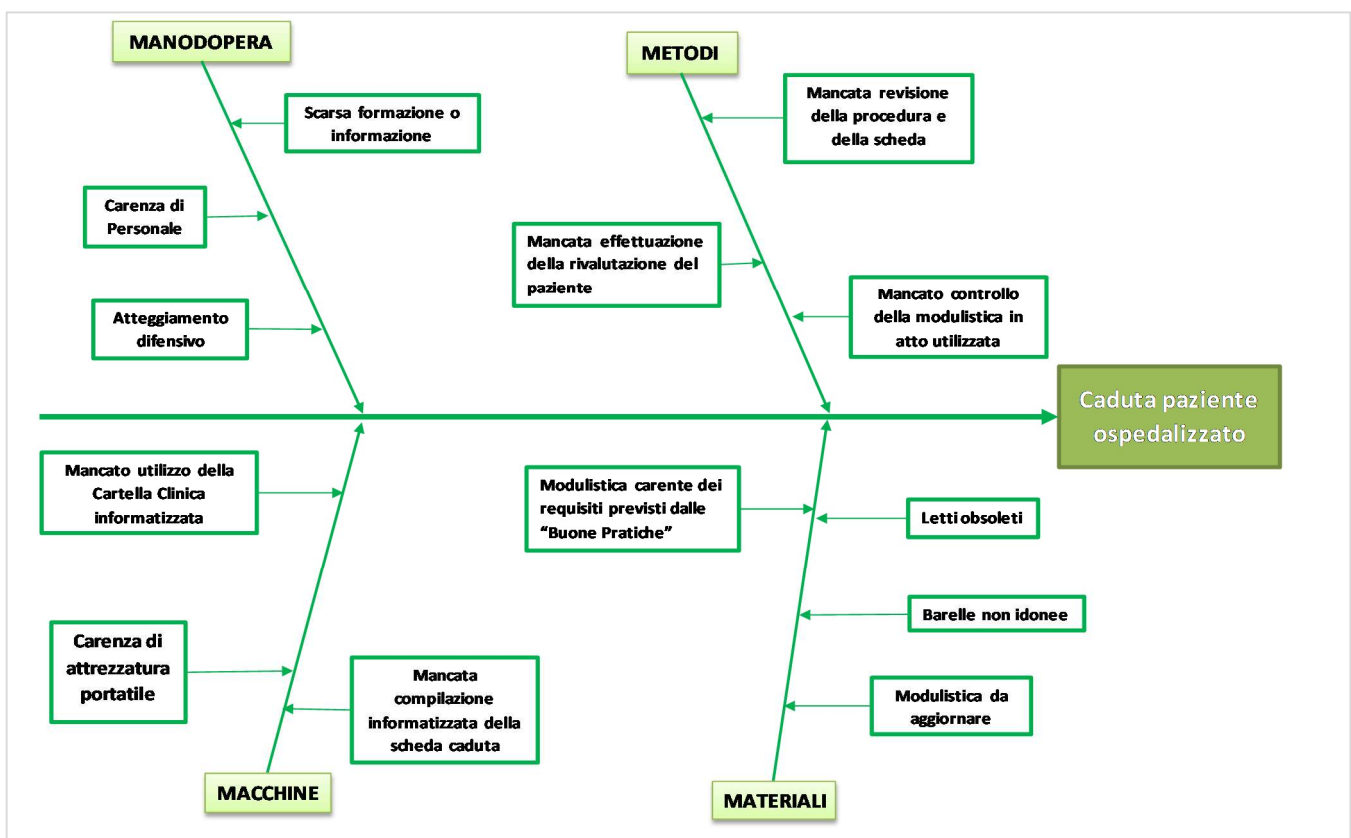 MANODOPERA
Scarsa formazione o
informazione
Carenza di
Personale
Atteggiamento
difensivo
METODI
Mancata revisione
della procedura e
della scheda
Mancata effettuazione
della rivalutazione del
paziente
Mancato controllo
della modulistica in
atto utilizzata
Caduta paziente
ospedalizzato
Mancato utilizzo della
Cartella Clinica
informatizzata
Carenza di
attrezzatura
portatile
Mancata
compilazione
informatizzata della
scheda caduta
MACCHINE
Modulistica carente dei
requisiti previsti dalle
“Buone Pratiche”
Letti obsoleti
Barelle non idonee
Modulistica da
aggiornare
MATERIALI